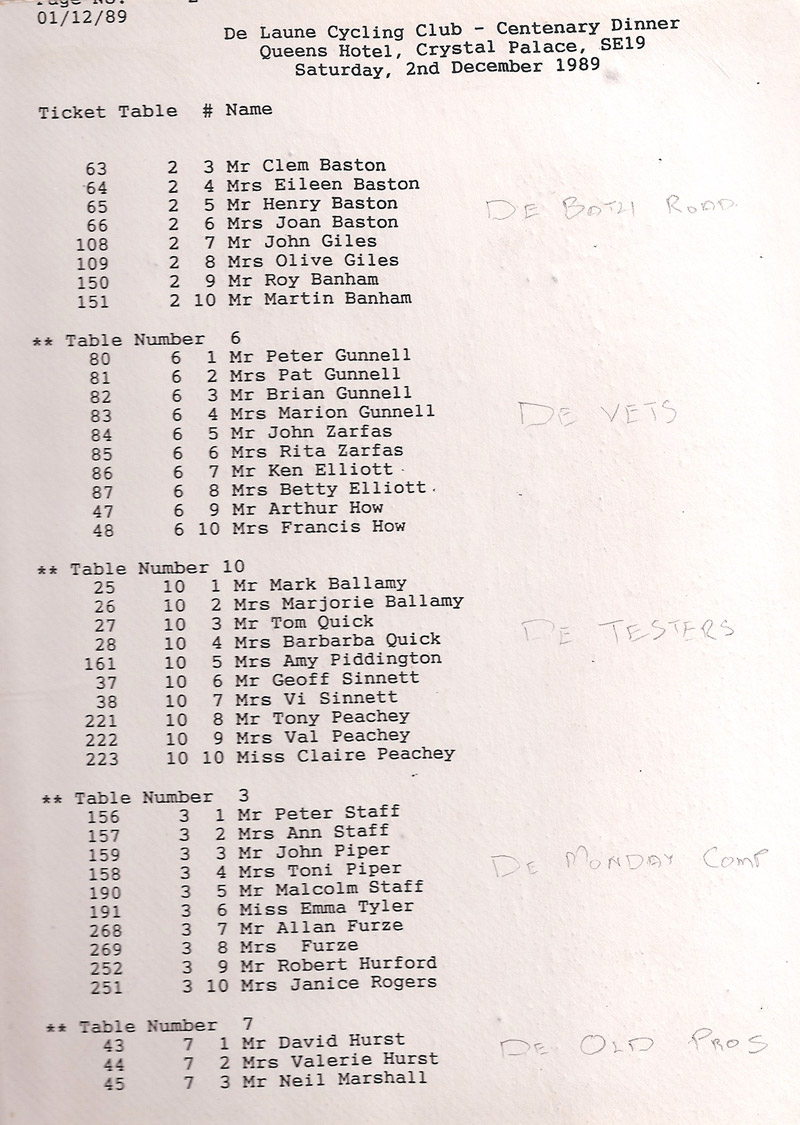 Page No. 2
01/12/89
De Laune Cycling Club - Centenary Dinner
Queens Hotel, Crystal Palace, SE19
Saturday, 2nd December 1989
Ticket Table # Name
63 2 3 Mr Clem Baston
64 2 4 Mrs Eileen Baston
65 2 5 Mr Henry Baston
DE BATH ROAD
66 2 6 Mrs Joan Baston
108 2 7 Mr John Giles
109 2 8 Mrs Olive Giles
150 2 9 Mr Roy Banham
151 2 10 Mr Martin Banham
** Table Number 6
80 6 1 Mr Peter Gunnell
81 6 2 Mrs Pat Gunnell
82 6 3 Mr Brian Gunnell
83 6 4 Mrs Marion Gunnell
DE VETS
84 6 5 Mr John Zarfas
85 6 6 Mrs Rita Zarfas
86 6 7 Mr Ken Elliott
87 6 8 Mrs Betty Elliott
47 6 9 Mr Arthur How
48 6 10 Mrs Francis How
** Table Number 10
25 10 1 Mr Mark Ballamy
26 10 2 Mrs Marjorie Ballamy
27 10 3 Mr Tom Quick
DE TESTERS
28 10 4 Mrs Barbarba Quick
161 10 5 Mrs Amy Piddington
37 10 6 Mr Geoff Sinnett
38 10 7 Mrs Vi Sinnett
221 10 8 Mr Tony Peachey
222 10 9 Mrs Val Peachey
223 10 10 Miss Claire Peachey
** Table Number 3
156 3 1 Mr Peter Staff
157 3 2 Mrs Ann Staff
159 3 3 Mr John Piper
DE MONDAY COMP
158 3 4 Mrs Toni Piper
190 3 5 Mr Malcolm Staff
191 3 6 Miss Emma Tyler
268 3 7 Mr Allan Furze
269 3 8 Mrs Furze
252 3 9 Mr Robert Hurford
251 3 10 Mrs Janice Rogers
** Table Number 7
43 7 1 Mr David Hurst
DE OLD PROS
44 7 2 Mrs Valerie Hurst
45 7 3 Mr Neil Marshall